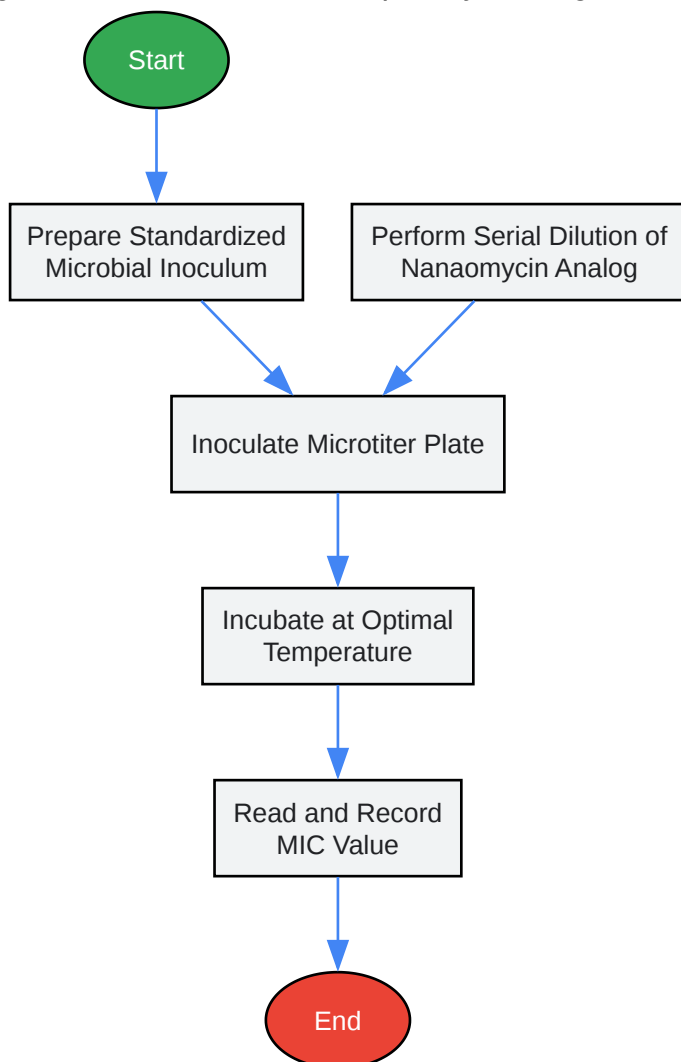 Start
Prepare Standardized
Microbial Inoculum
Perform Serial Dilution of
Nanaomycin Analog
Inoculate Microtiter Plate
Incubate at Optimal
Temperature
Read and Record
MIC Value
End